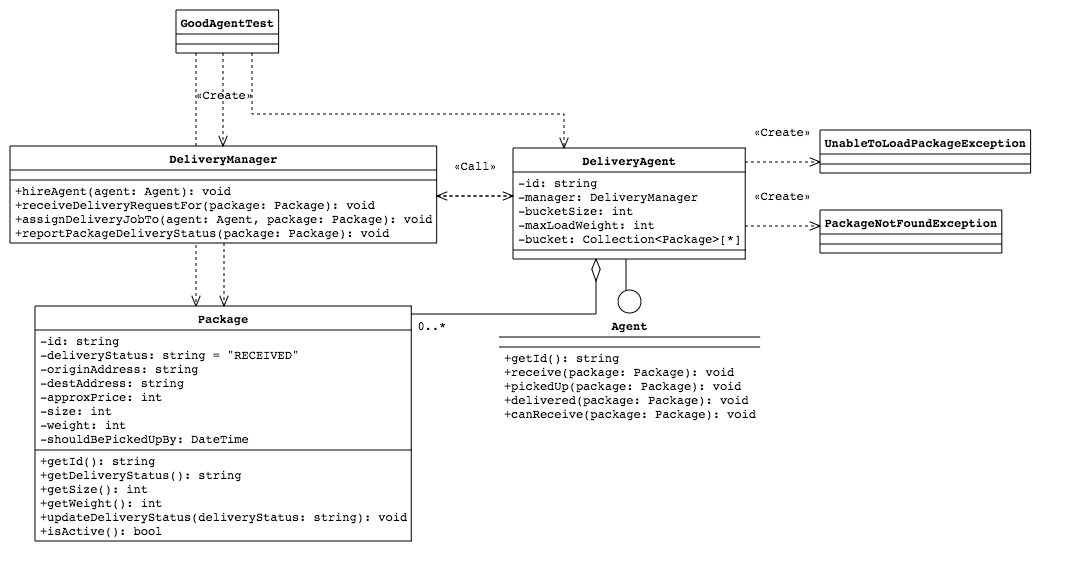 GoodAgentTest
«Create»
DeliveryManager
+hireAgent(agent: Agent): void
+receiveDeliveryRequestFor(package: Package): void
+assignDeliveryJobTo(agent: Agent, package: Package): void
+reportPackageDeliveryStatus(package: Package): void
«Call»
DeliveryAgent
-id: string
-manager: DeliveryManager
-bucketSize: int
-maxLoadWeight: int
-bucket: Collection<Package>[*]
«Create»
UnableToLoadPackageException
«Create»
PackageNotFoundException
Package
-id: string
-deliveryStatus: string = "RECEIVED"
-originAddress: string
-destAddress: string
-approxPrice: int
-size: int
-weight: int
-shouldBePickedUpBy: DateTime
+getId(): string
+getDeliveryStatus(): string
+getSize(): int
+getWeight(): int
+updateDeliveryStatus(deliveryStatus: string): void
+isActive(): bool
0..*
Agent
+getId(): string
+receive(package: Package): void
+pickedUp(package: Package): void
+delivered(package: Package): void
+canReceive(package: Package): void